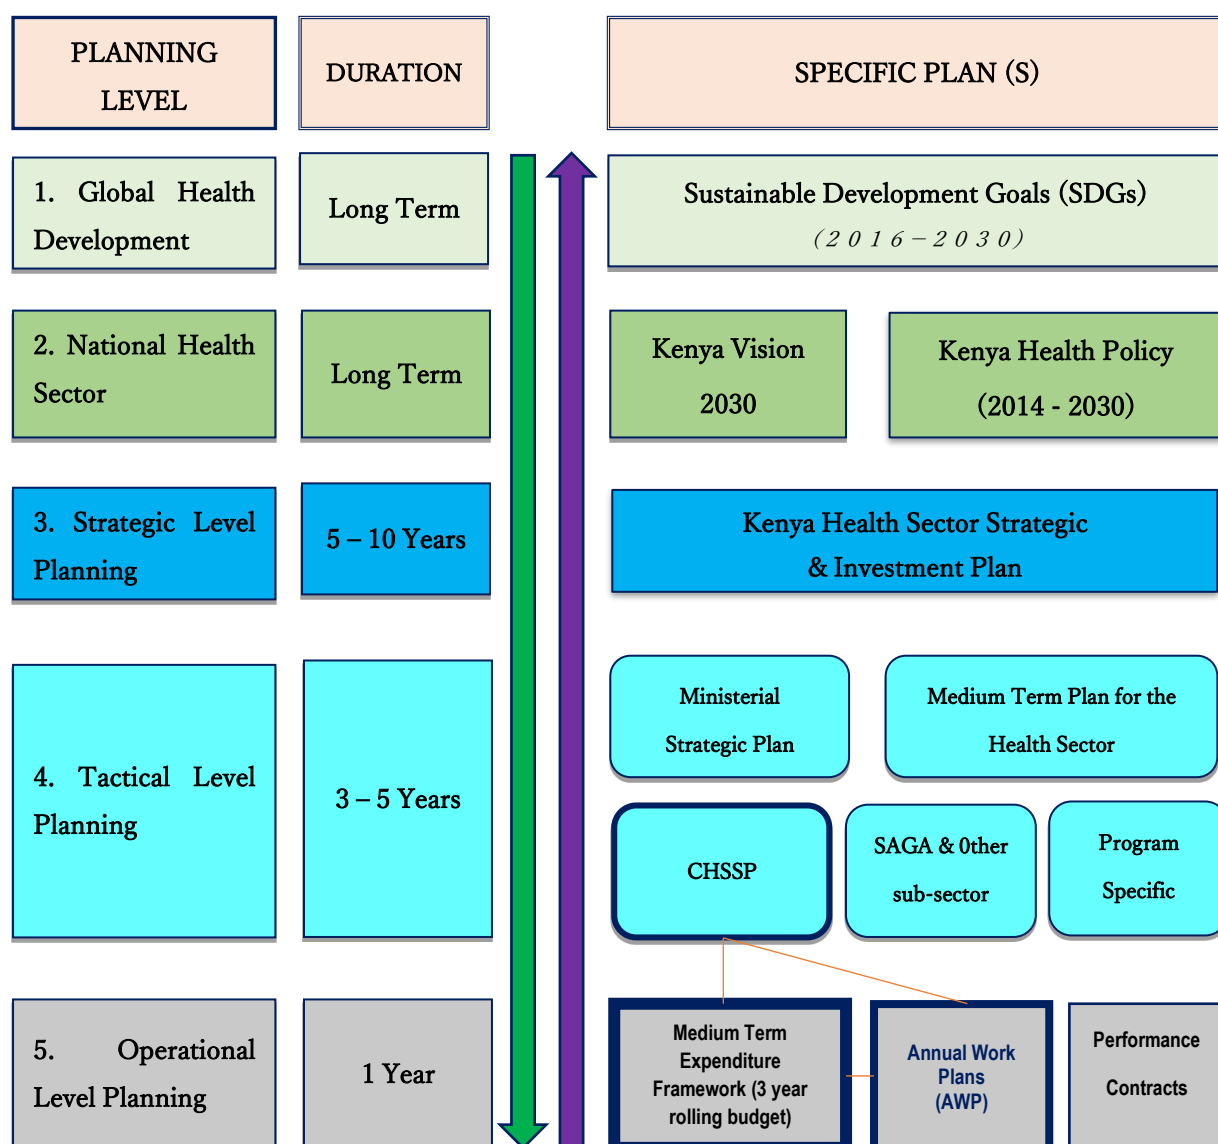 PLANNING
LEVEL
DURATION
SPECIFIC PLAN (S)
1. Global Health
Development
Long Term
Sustainable Development Goals (SDGs)
(2016–2030)
2. National Health
Sector
Long Term
Kenya Vision
2030
Kenya Health Policy
(2014 - 2030)
3. Strategic Level
Planning
5 – 10 Years
Kenya Health Sector Strategic
& Investment Plan
4. Tactical Level
Planning
3 – 5 Years
Ministerial
Strategic Plan
Medium Term Plan for the
Health Sector
CHSSP
SAGA & 0ther
sub-sector
Program
Specific
5. Operational
Level Planning
1 Year
Medium Term
Expenditure
Framework (3 year
rolling budget)
Annual Work
Plans
(AWP)
Performance
Contracts